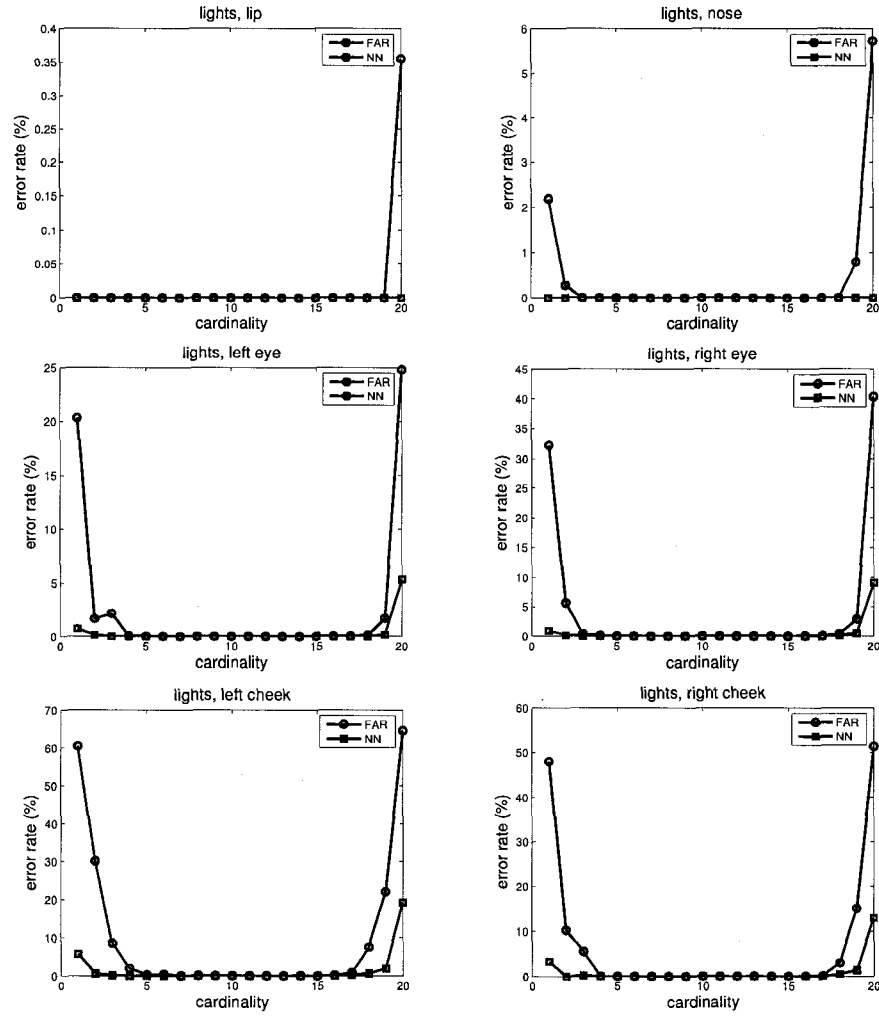 lights, lip
0.4
0.35
0.3
0.25
0.2
0.15
0.1
0.05
0
error rate (%)
FAR
NN
0 5 10 15 20
cardinality
lights, nose
6
5
4
3
2
1
0
error rate (%)
FAR
NN
0 5 10 15 20
cardinality
lights, left eye
25
20
15
10
5
0
error rate (%)
FAR
NN
0 5 10 15 20
cardinality
lights, right eye
45
40
35
30
25
20
15
10
5
0
error rate (%)
FAR
NN
0 5 10 15 20
cardinality
lights, left cheek
70
60
50
40
30
20
10
0
error rate (%)
FAR
NN
0 5 10 15 20
cardinality
lights, right cheek
60
50
40
30
20
10
0
error rate (%)
FAR
NN
0 5 10 15 20
cardinality